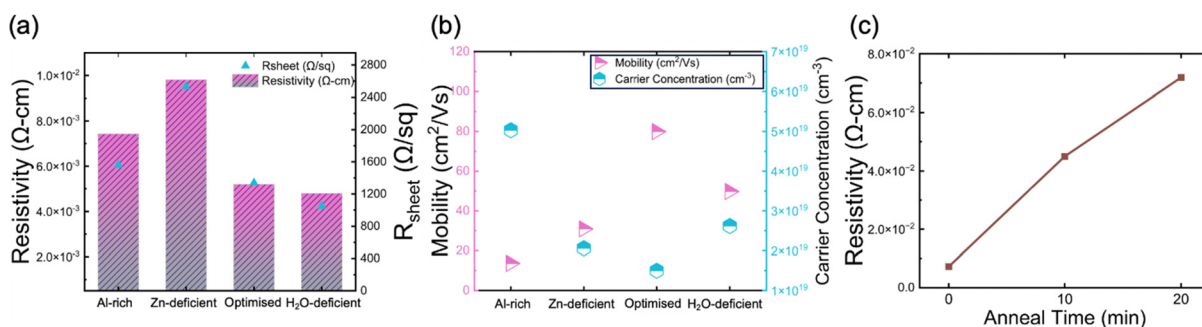 (a)
Resistivity (Ω-cm)
1.0×10⁻²
8.0×10⁻³
6.0×10⁻³
4.0×10⁻³
2.0×10⁻³
Rsheet (Ω/sq)
Resistivity (Ω-cm)
2800
2400
2000
1600
1200
800
400
0
Rsheet (Ω/sq)
Al-rich Zn-deficient Optimised H₂O-deficient
(b)
Mobility (cm²/Vs)
120
100
80
60
40
20
0
Mobility (cm²/Vs)
Carrier Concentration (cm⁻³)
7×10¹⁹
6×10¹⁹
5×10¹⁹
4×10¹⁹
3×10¹⁹
2×10¹⁹
1×10¹⁹
Carrier Concentration (cm⁻³)
Al-rich Zn-deficient Optimised H₂O-deficient
(c)
Resistivity (Ω-cm)
8.0×10⁻²
6.0×10⁻²
4.0×10⁻²
2.0×10⁻²
0.0
0 10 20
Anneal Time (min)